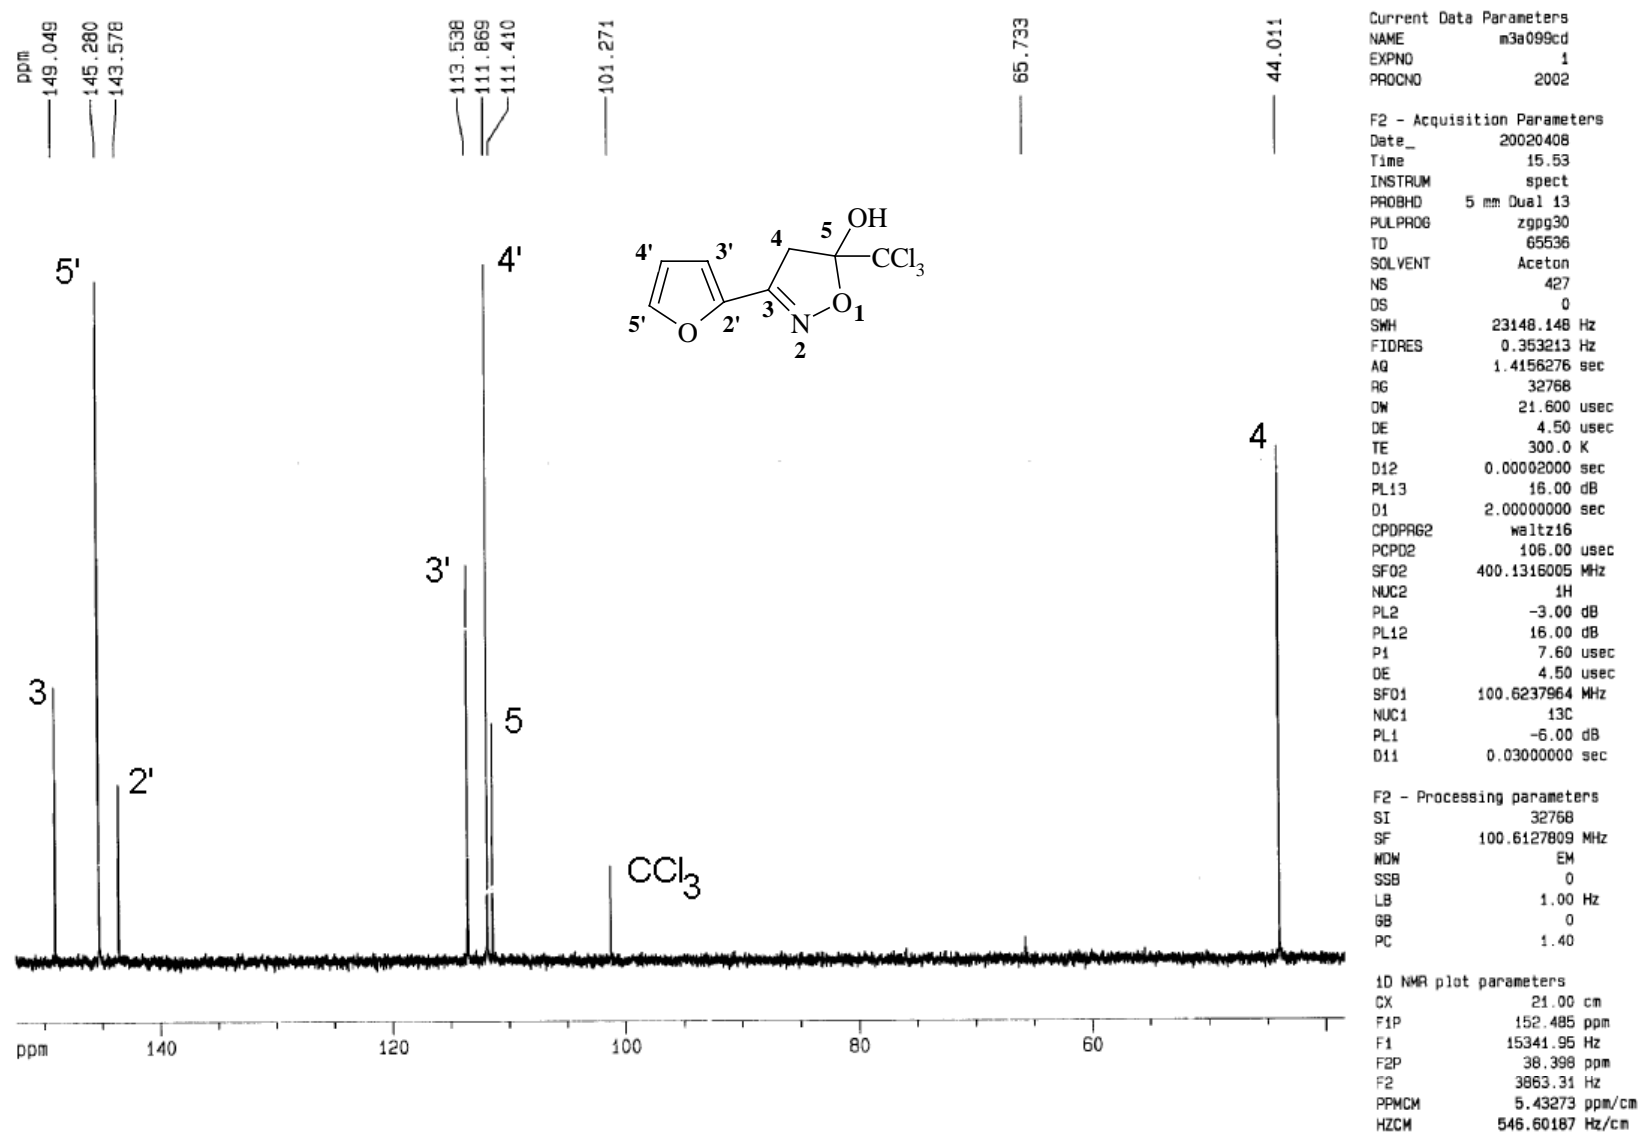 ppm
149.049
145.280
143.578
113.538
111.869
111.410
101.271
65.733
44.011
5'
4'
3'
4
5
OH
CCl3
4'
3'
5'
O
2'
3
N
2
O
1
3
2'
3'
5
CCl3
4
ppm
140
120
100
80
60
Current Data Parameters
NAME m3a099cd
EXPNO 1
PROCNO 2002
F2 - Acquisition Parameters
Date_ 20020408
Time 15.53
INSTRUM spect
PROBHD 5 mm Dual 13
PULPROG zgpg30
TD 65536
SOLVENT Aceton
NS 427
DS 0
SWH 23148.148 Hz
FIDRES 0.353213 Hz
AQ 1.4156276 sec
RG 32768
DW 21.600 usec
DE 4.50 usec
TE 300.0 K
D12 0.00002000 sec
PL13 16.00 dB
D1 2.00000000 sec
CPDPRG2 waltz16
PCPD2 106.00 usec
SFO2 400.1316005 MHz
NUC2 1H
PL2 -3.00 dB
PL12 16.00 dB
P1 7.60 usec
DE 4.50 usec
SFO1 100.6237964 MHz
NUC1 13C
PL1 -6.00 dB
D11 0.03000000 sec
F2 - Processing parameters
SI 32768
SF 100.6127809 MHz
WDW EM
SSB 0
LB 1.00 Hz
GB 0
PC 1.40
1D NMR plot parameters
CX 21.00 cm
F1P 152.485 ppm
F1 15341.95 Hz
F2P 38.398 ppm
F2 3863.31 Hz
PPMCM 5.43273 ppm/cm
HZCM 546.60187 Hz/cm